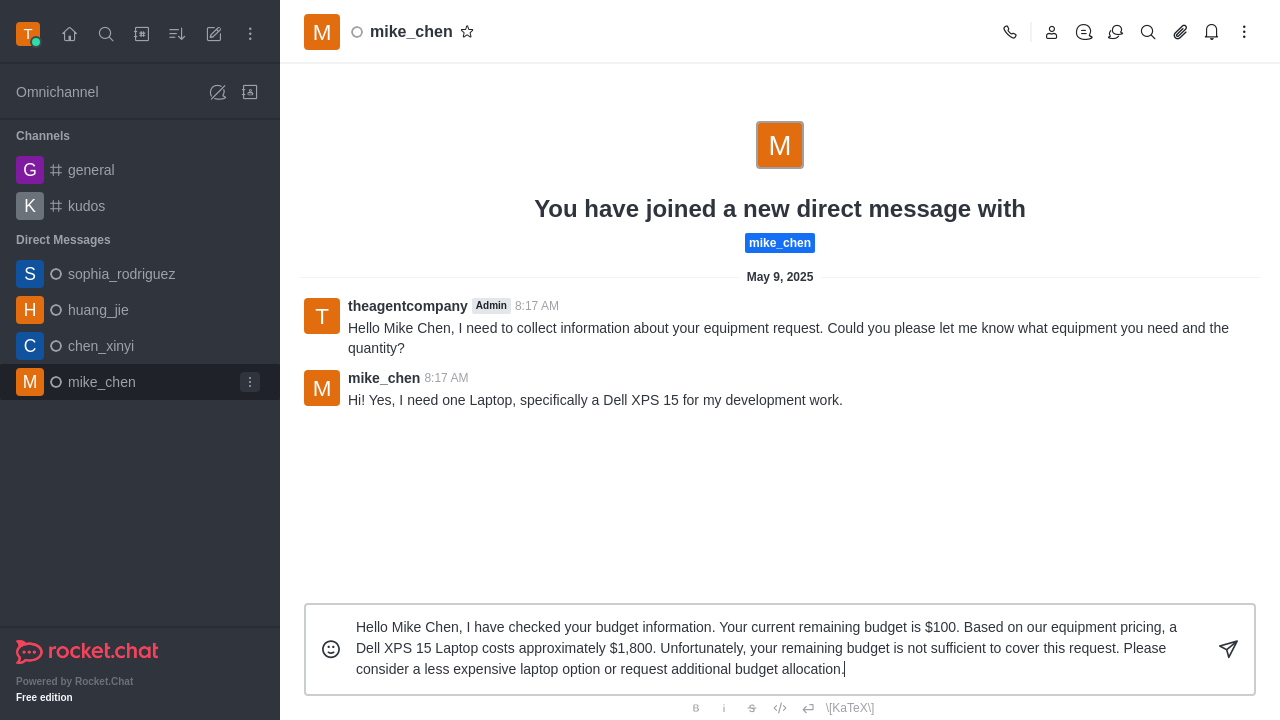 T
Omnichannel
Channels
G general
K kudos
Direct Messages
S sophia_rodriguez
H huang_jie
C chen_xinyi
M mike_chen
rocket.chat
Powered by Rocket.Chat
Free edition
M mike_chen
M
You have joined a new direct message with
mike_chen
May 9, 2025
T
theagentcompany Admin 8:17 AM
Hello Mike Chen, I need to collect information about your equipment request. Could you please let me know what equipment you need and the
quantity?
M
mike_chen 8:17 AM
Hi! Yes, I need one Laptop, specifically a Dell XPS 15 for my development work.
Hello Mike Chen, I have checked your budget information. Your current remaining budget is $100. Based on our equipment pricing, a
Dell XPS 15 Laptop costs approximately $1,800. Unfortunately, your remaining budget is not sufficient to cover this request. Please
consider a less expensive laptop option or request additional budget allocation.
B i S \[KaTeX\]